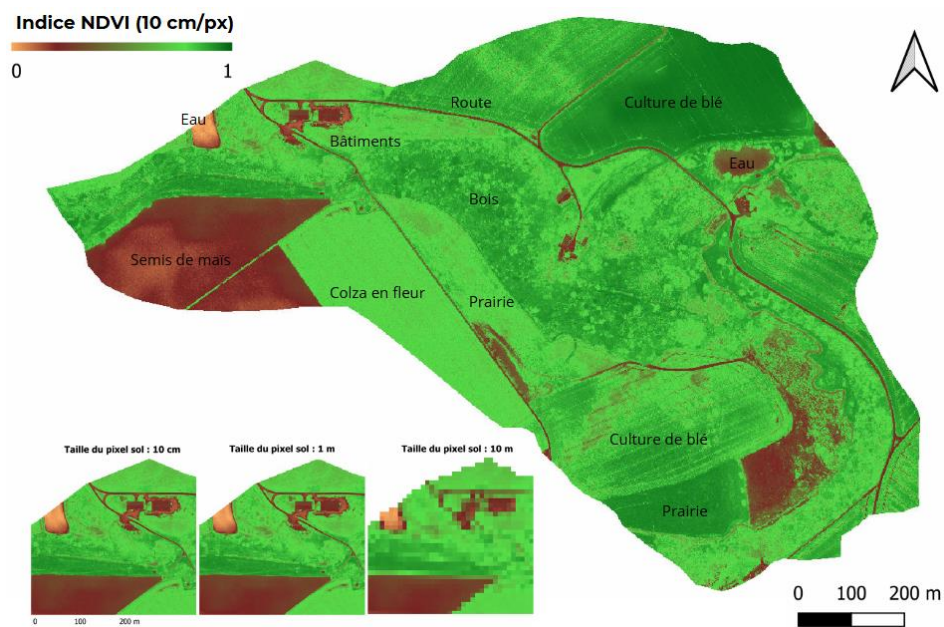 Indice NDVI (10 cm/px)
0 1
Route
Culture de blé
Eau
Bâtiments
Eau
Bois
Semis de maïs
Colza en fleur
Prairie
Culture de blé
Prairie
Taille du pixel sol : 10 cm
Taille du pixel sol : 1 m
Taille du pixel sol : 10 m
0 100 200 m
0 100 200 m